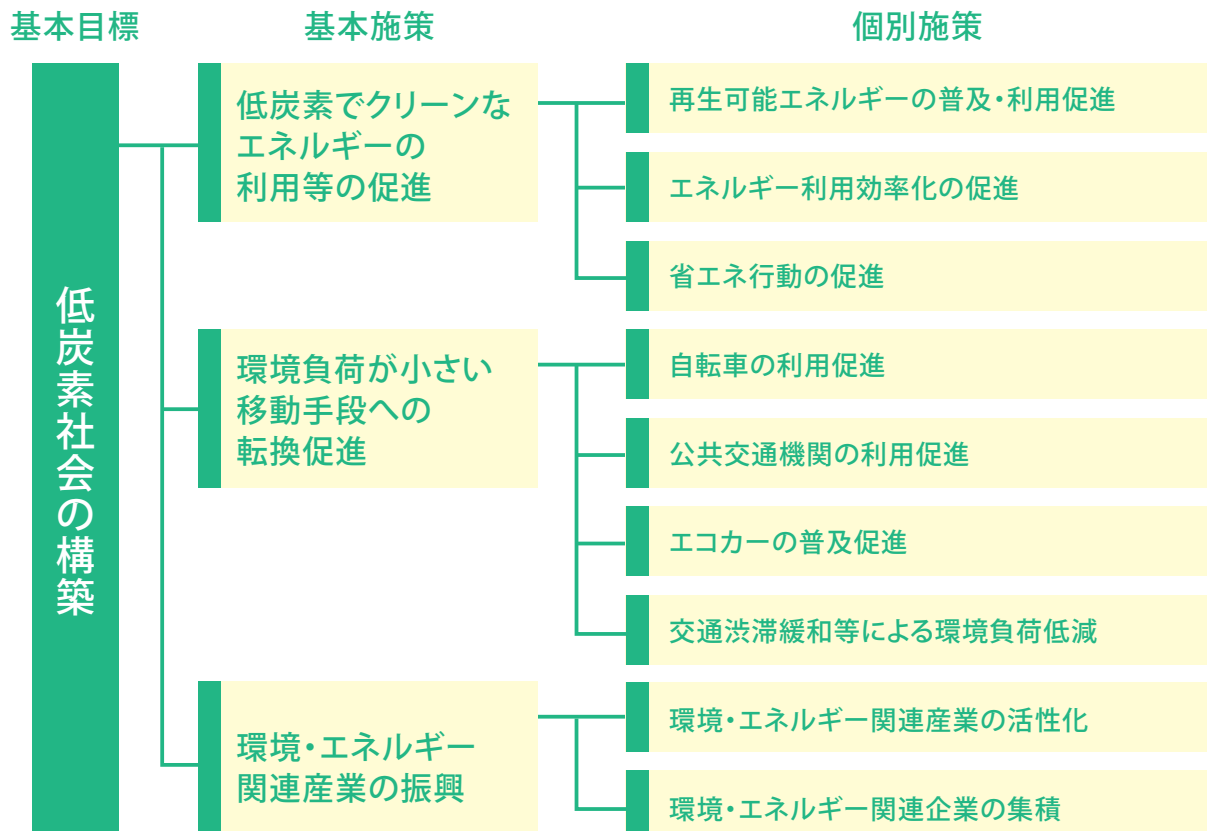 基本目標
基本施策
個別施策
低炭素社会の構築
低炭素でクリーンな
エネルギーの
利用等の促進
再生可能エネルギーの普及・利用促進
エネルギー利用効率化の促進
省エネ行動の促進
環境負荷が小さい
移動手段への
転換促進
自転車の利用促進
公共交通機関の利用促進
エコカーの普及促進
交通渋滞緩和等による環境負荷低減
環境・エネルギー
関連産業の振興
環境・エネルギー関連産業の活性化
環境・エネルギー関連企業の集積